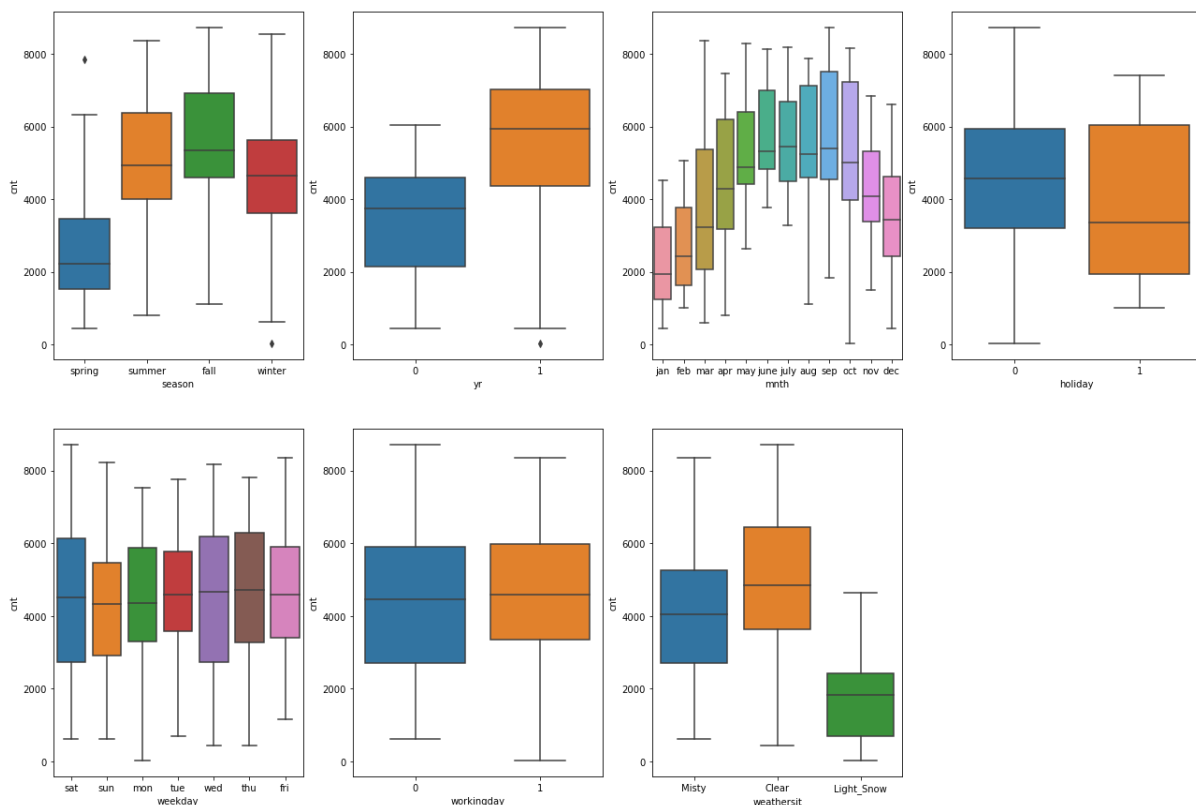 cnt
8000
6000
4000
2000
0
spring summer fall winter
season
cnt
8000
6000
4000
2000
0
0 1
yr
cnt
8000
6000
4000
2000
0
jan feb mar apr may june july aug sep oct nov dec
mnth
cnt
8000
6000
4000
2000
0
0 1
holiday
cnt
8000
6000
4000
2000
0
sat sun mon tue wed thu fri
weekday
cnt
8000
6000
4000
2000
0
0 1
workingday
cnt
8000
6000
4000
2000
0
Misty Clear Light_Snow
weathersit